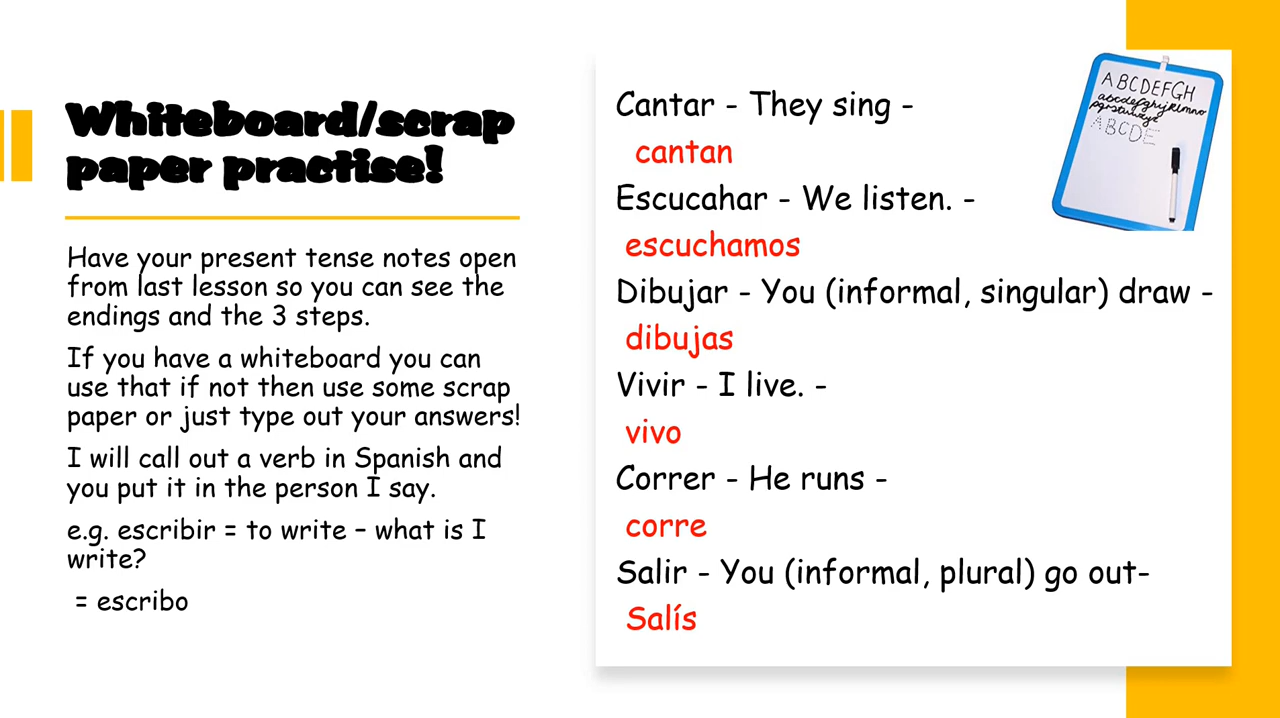 Whiteboard/scrap
paper practise!
Have your present tense notes open
from last lesson so you can see the
endings and the 3 steps.
If you have a whiteboard you can
use that if not then use some scrap
paper or just type out your answers!
I will call out a verb in Spanish and
you put it in the person I say.
e.g. escribir = to write – what is I
write?
= escribo
Cantar - They sing -
cantan
Escucahar - We listen. -
escuchamos
Dibujar - You (informal, singular) draw -
dibujas
Vivir - I live. -
vivo
Correr - He runs -
corre
Salir - You (informal, plural) go out-
Salís
ABCDEFGH
ABCDE